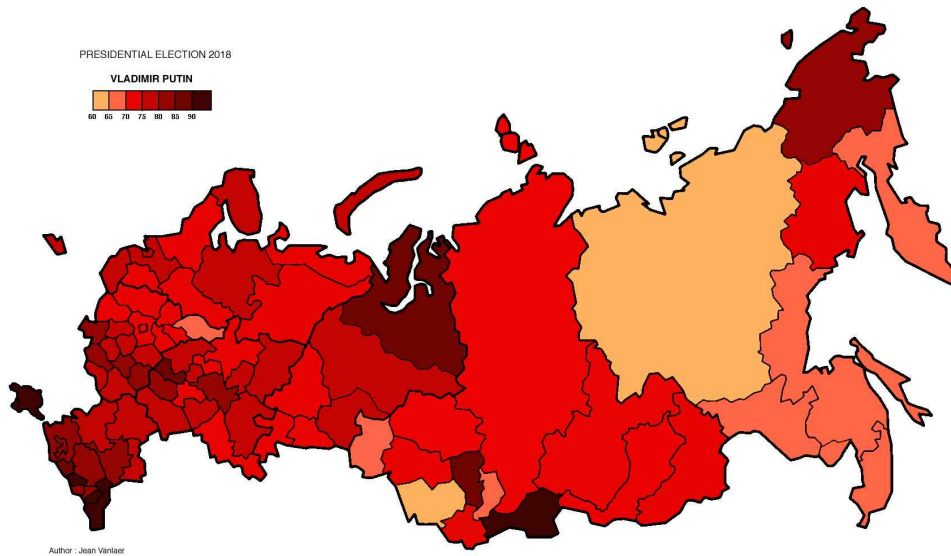 PRESIDENTIAL ELECTION 2018
VLADIMIR PUTIN
60 65 70 75 80 85 90
Author : Jean Vanlaer